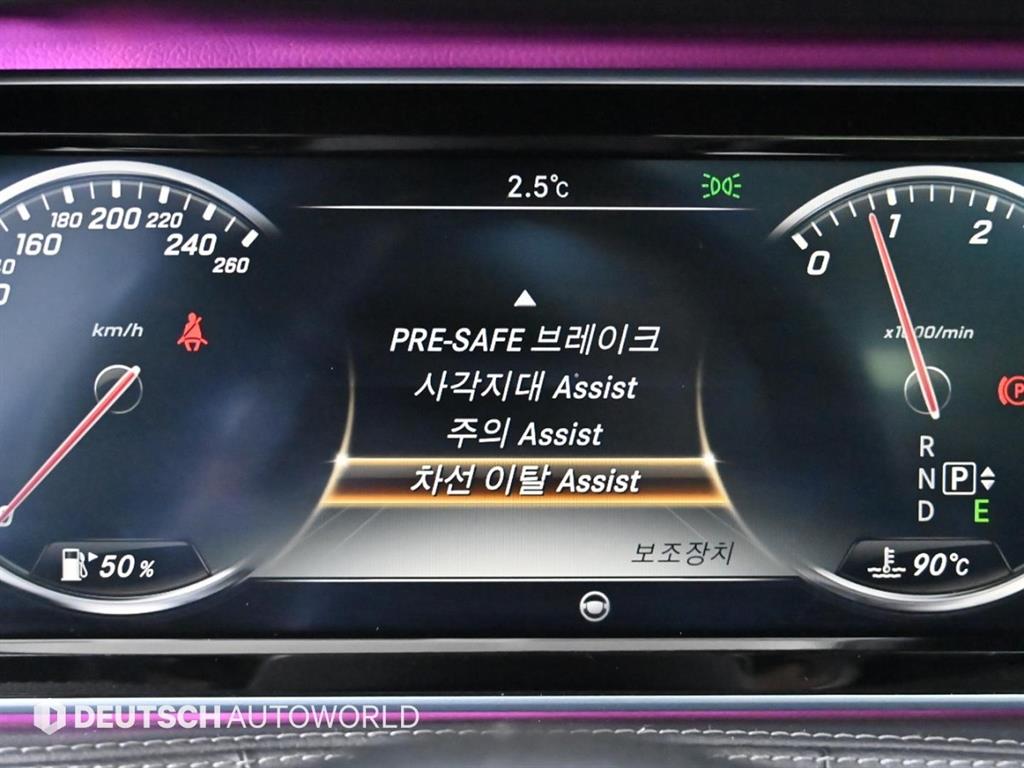 2.5°C
160 180 200 220 240 260
km/h
PRE-SAFE 브레이크
사각지대 Assist
주의 Assist
차선 이탈 Assist
보조장치
50 %
0 1 2
x1000/min
P
R
N P
D E
90°C
DEUTSCH AUTOWORLD